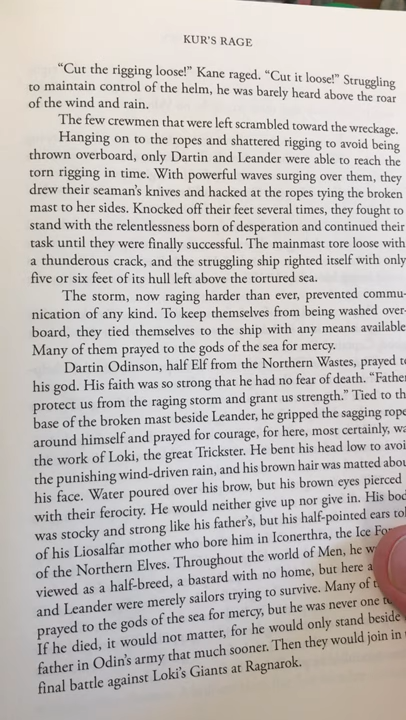 KUR'S RAGE
“Cut the rigging loose!” Kane raged. “Cut it loose!” Struggling
to maintain control of the helm, he was barely heard above the roar
of the wind and rain.
The few crewmen that were left scrambled toward the wreckage.
Hanging on to the ropes and shattered rigging to avoid being
thrown overboard, only Dartin and Leander were able to reach the
torn rigging in time. With powerful waves surging over them, they
drew their seaman's knives and hacked at the ropes tying the broken
mast to her sides. Knocked off their feet several times, they fought to
stand with the relentlessness born of desperation and continued their
task until they were finally successful. The mainmast tore loose with
a thunderous crack, and the struggling ship righted itself with only
five or six feet of its hull left above the tortured sea.
The storm, now raging harder than ever, prevented commu-
nication of any kind. To keep themselves from being washed over-
board, they tied themselves to the ship with any means available
Many of them prayed to the gods of the sea for mercy.
Dartin Odinson, half Elf from the Northern Wastes, prayed
his god. His faith was so strong that he had no fear of death. “Father
protect us from the raging storm and grant us strength.” Tied to th
base of the broken mast beside Leander, he gripped the sagging rope
around himself and prayed for courage, for here, most certainly,
the work of Loki, the great Trickster. He bent his head low to avoi
the punishing wind-driven rain, and his brown hair was matted abou
his face. Water poured over his brow, but his brown eyes pierced
with their ferocity. He would neither give up nor give in. His bod
was stocky and strong like his father's, but his half-pointed ears
of his Liosalfar mother who bore him in Iconerthra, the Ice
of the Northern Elves. Throughout the world of Men, he
viewed as a half-breed, a bastard with no home, but here
and Leander were merely sailors trying to survive. Many of
prayed to the gods of the sea for mercy, but he was never one
If he died, it would not matter, for he would only stand beside
father in Odin's army that much sooner. Then they would join in
final battle against Loki's Giants at Ragnarok.